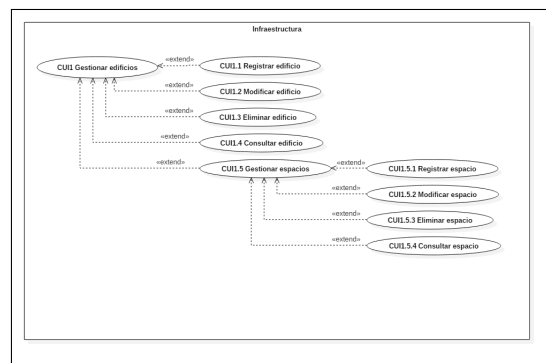 Infraestructura
«extend»
CUI1 Gestionar edificios
CUI1.1 Registrar edificio
«extend»
CUI1.2 Modificar edificio
«extend»
CUI1.3 Eliminar edificio
«extend»
CUI1.4 Consultar edificio
«extend»
CUI1.5 Gestionar espacios
«extend»
CUI1.5.1 Registrar espacio
«extend»
CUI1.5.2 Modificar espacio
«extend»
CUI1.5.3 Eliminar espacio
«extend»
CUI1.5.4 Consultar espacio